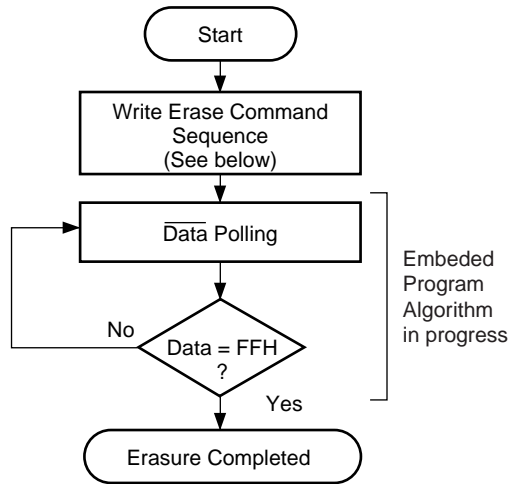 Start
Write Erase Command
Sequence
(See below)
Data Polling
Embeded
Program
Algorithm
in progress
No
Data = FFH
?
Yes
Erasure Completed